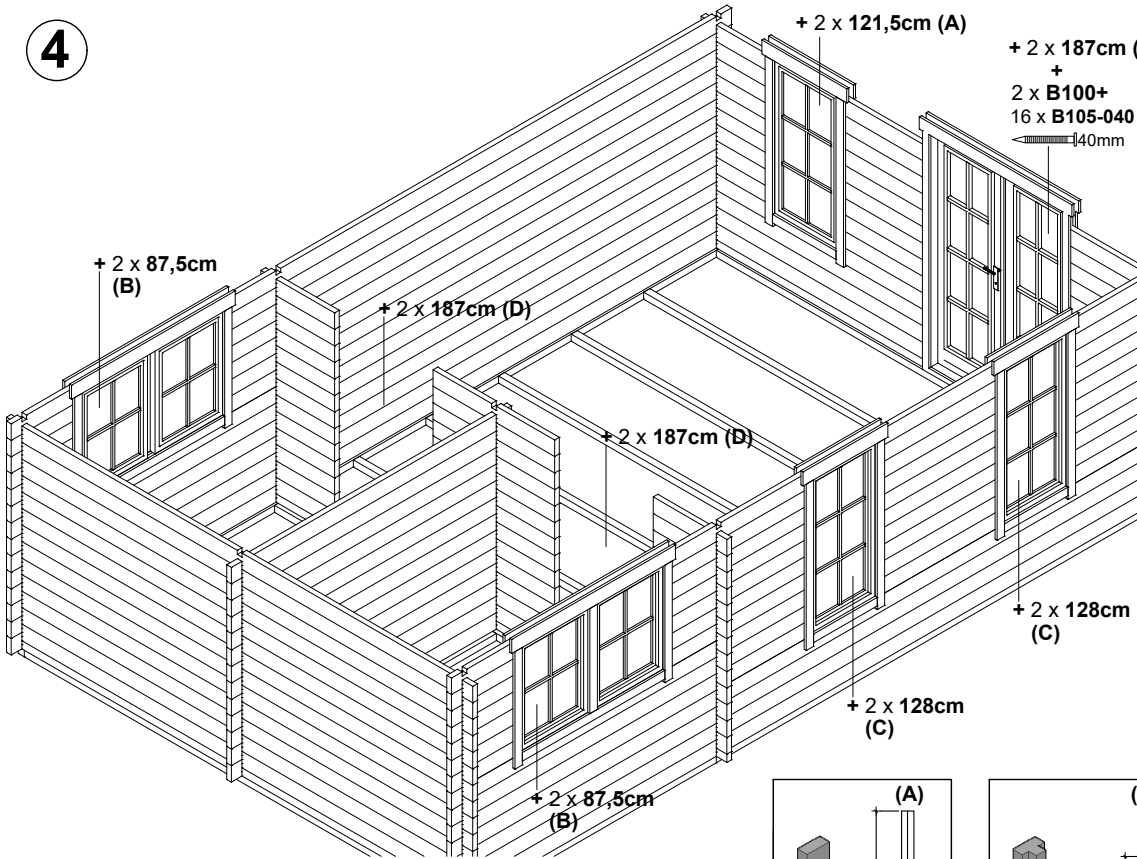 4
+ 2 x 121,5cm (A)
+ 2 x 187cm (
+
2 x B100+
16 x B105-040
40mm
+ 2 x 87,5cm
(B)
+ 2 x 187cm (D)
+ 2 x 187cm (D)
+ 2 x 128cm
(C)
+ 2 x 128cm
(C)
+ 2 x 87,5cm
(B)
(A)
(